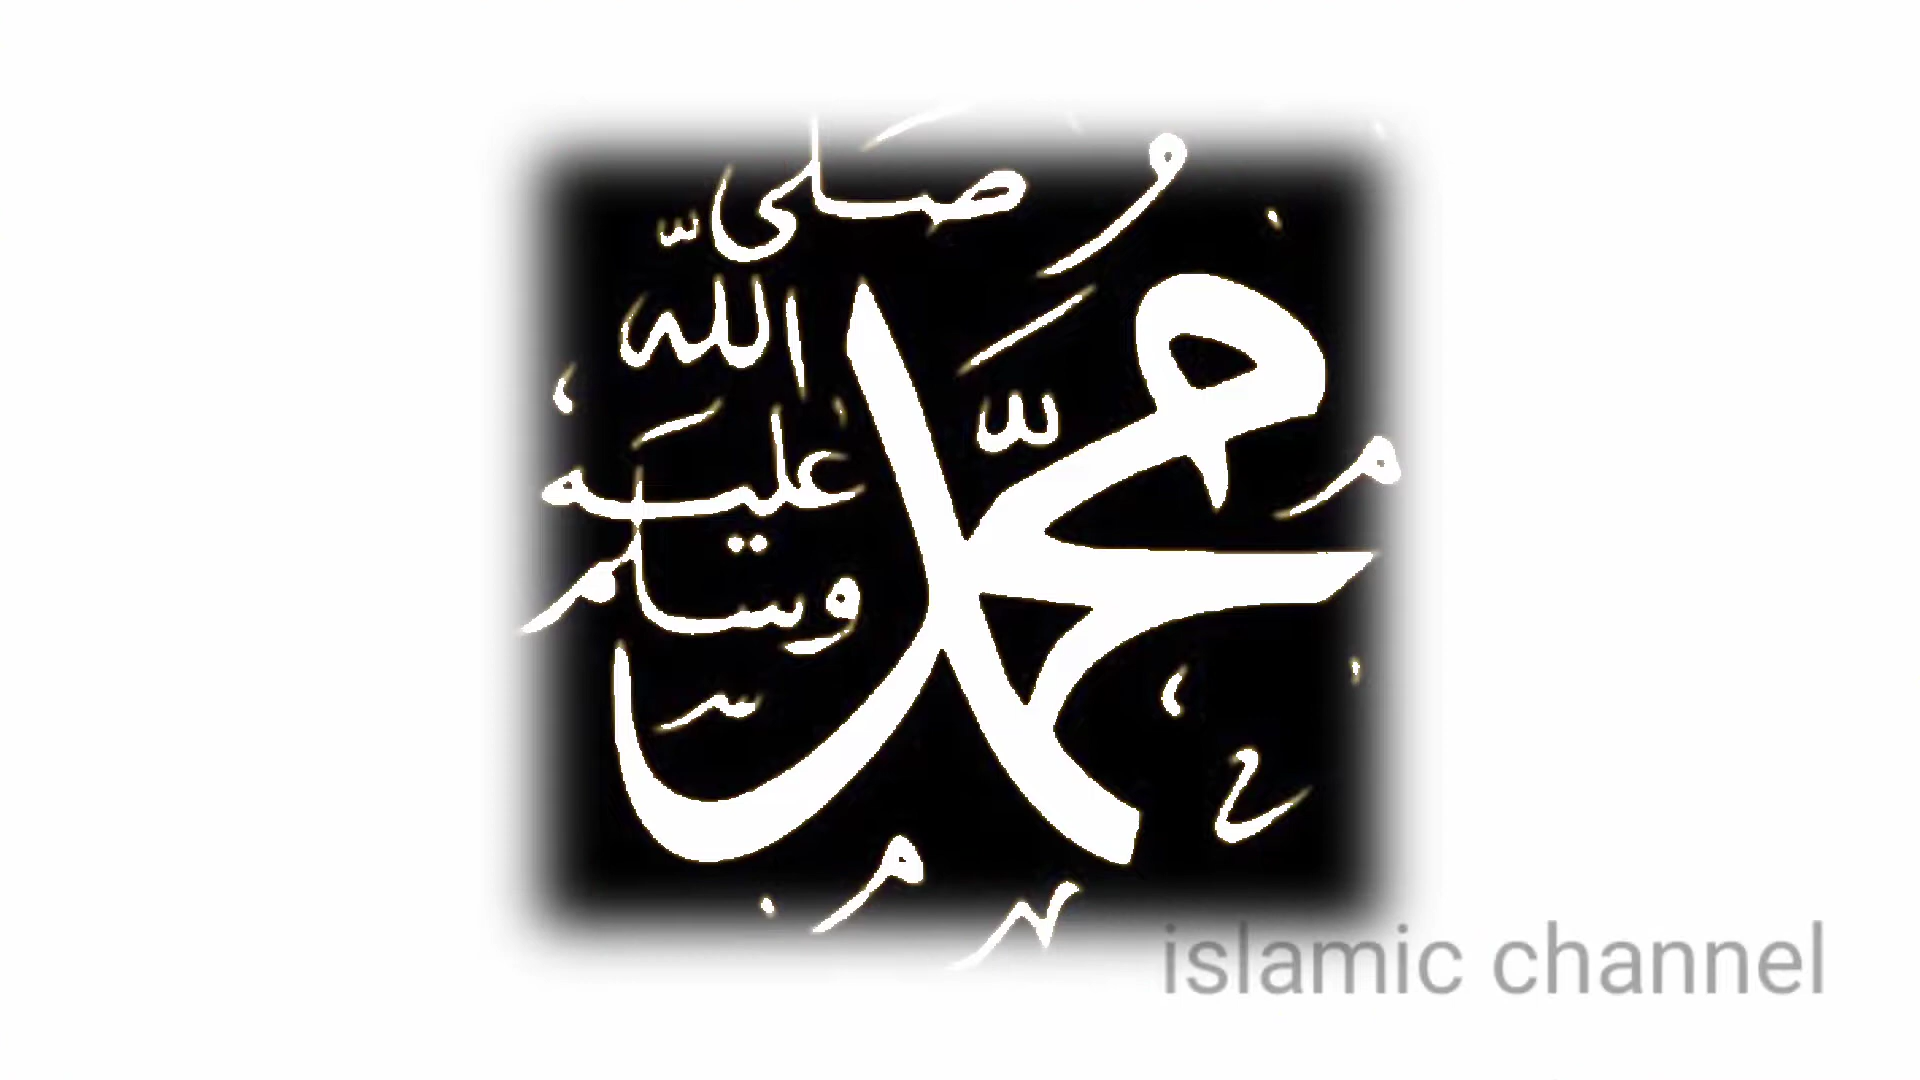 محمد
صلى
الله
عليه
وسلم
islamic channel